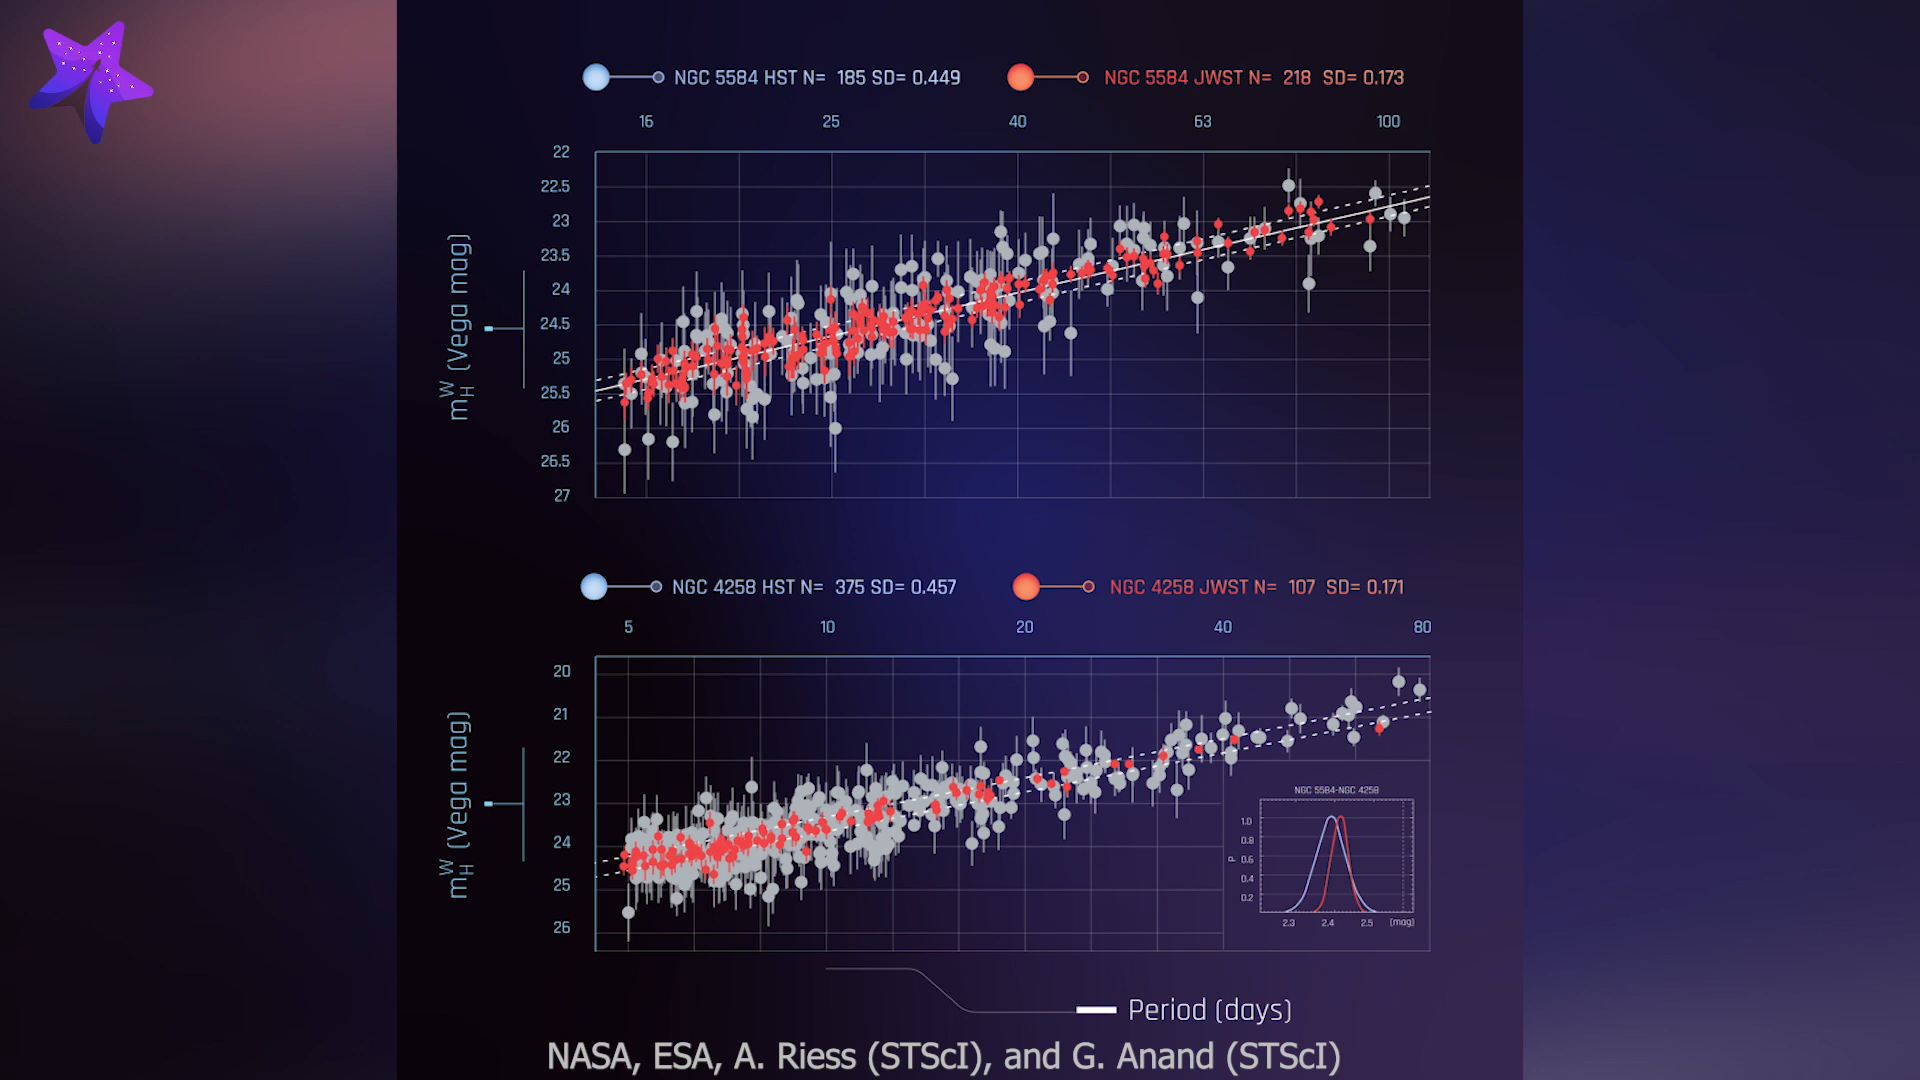 NGC 5584 HST N= 185 SD= 0.449 NGC 5584 JWST N= 218 SD= 0.173
16 25 40 63 100
22
22.5
23
23.5
24
24.5
25
25.5
26
26.5
27
m_H^W (Vega mag)
NGC 4258 HST N= 375 SD= 0.457 NGC 4258 JWST N= 107 SD= 0.171
5 10 20 40 80
20
21
22
23
24
25
26
m_H^W (Vega mag)
NGC 5584-NGC 4258
1.0
0.8
0.6
0.4
0.2
P
2.3 2.4 2.5 (mag)
Period (days)
NASA, ESA, A. Riess (STScI), and G. Anand (STScI)